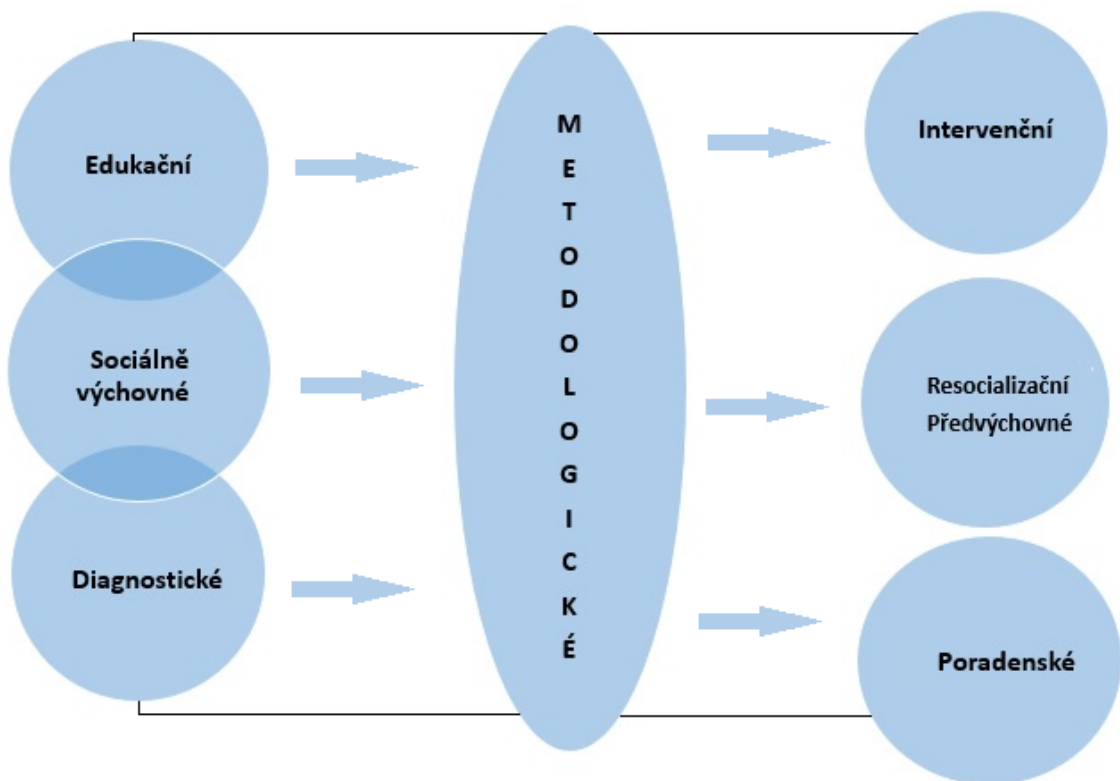 Edukační
Sociálně
výchovné
Diagnostické
M
E
T
O
D
O
L
O
G
I
C
K
É
Intervenční
Resocializační
Předvýchovné
Poradenské